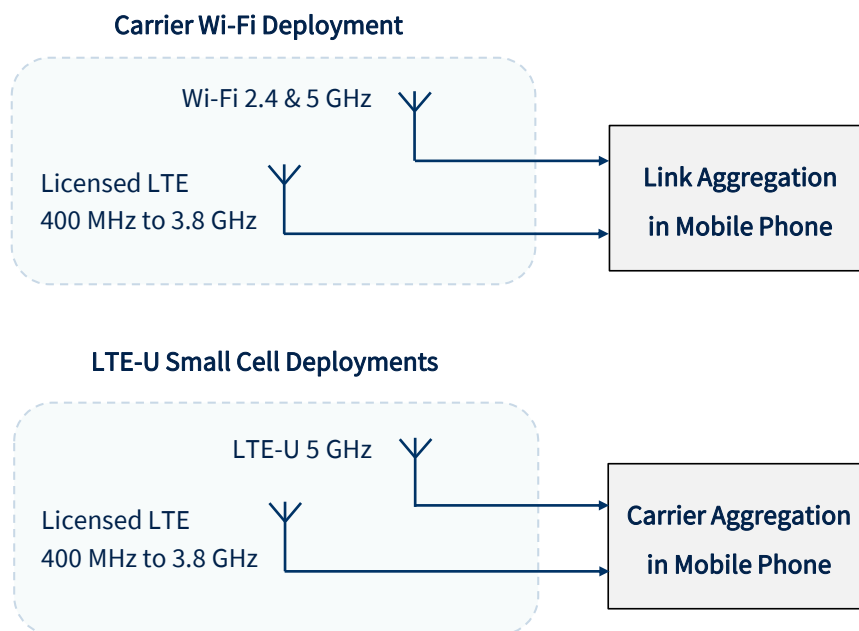 Carrier Wi-Fi Deployment
Wi-Fi 2.4 & 5 GHz
Licensed LTE
400 MHz to 3.8 GHz
Link Aggregation
in Mobile Phone
LTE-U Small Cell Deployments
LTE-U 5 GHz
Licensed LTE
400 MHz to 3.8 GHz
Carrier Aggregation
in Mobile Phone